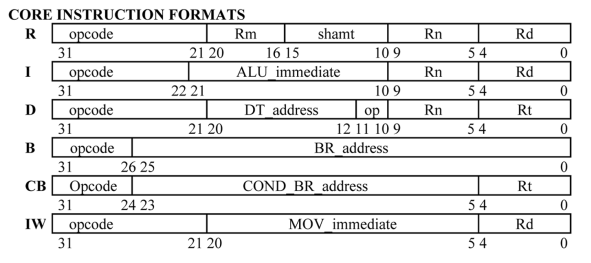 CORE INSTRUCTION FORMATS
R opcode Rm shamt Rn Rd
31 21 20 16 15 10 9 5 4 0
I opcode ALU_immediate Rn Rd
31 22 21 10 9 5 4 0
D opcode DT_address op Rn Rt
31 21 20 12 11 10 9 5 4 0
B opcode BR_address
31 26 25 0
CB Opcode COND_BR_address Rt
31 24 23 5 4 0
IW opcode MOV_immediate Rd
31 21 20 5 4 0